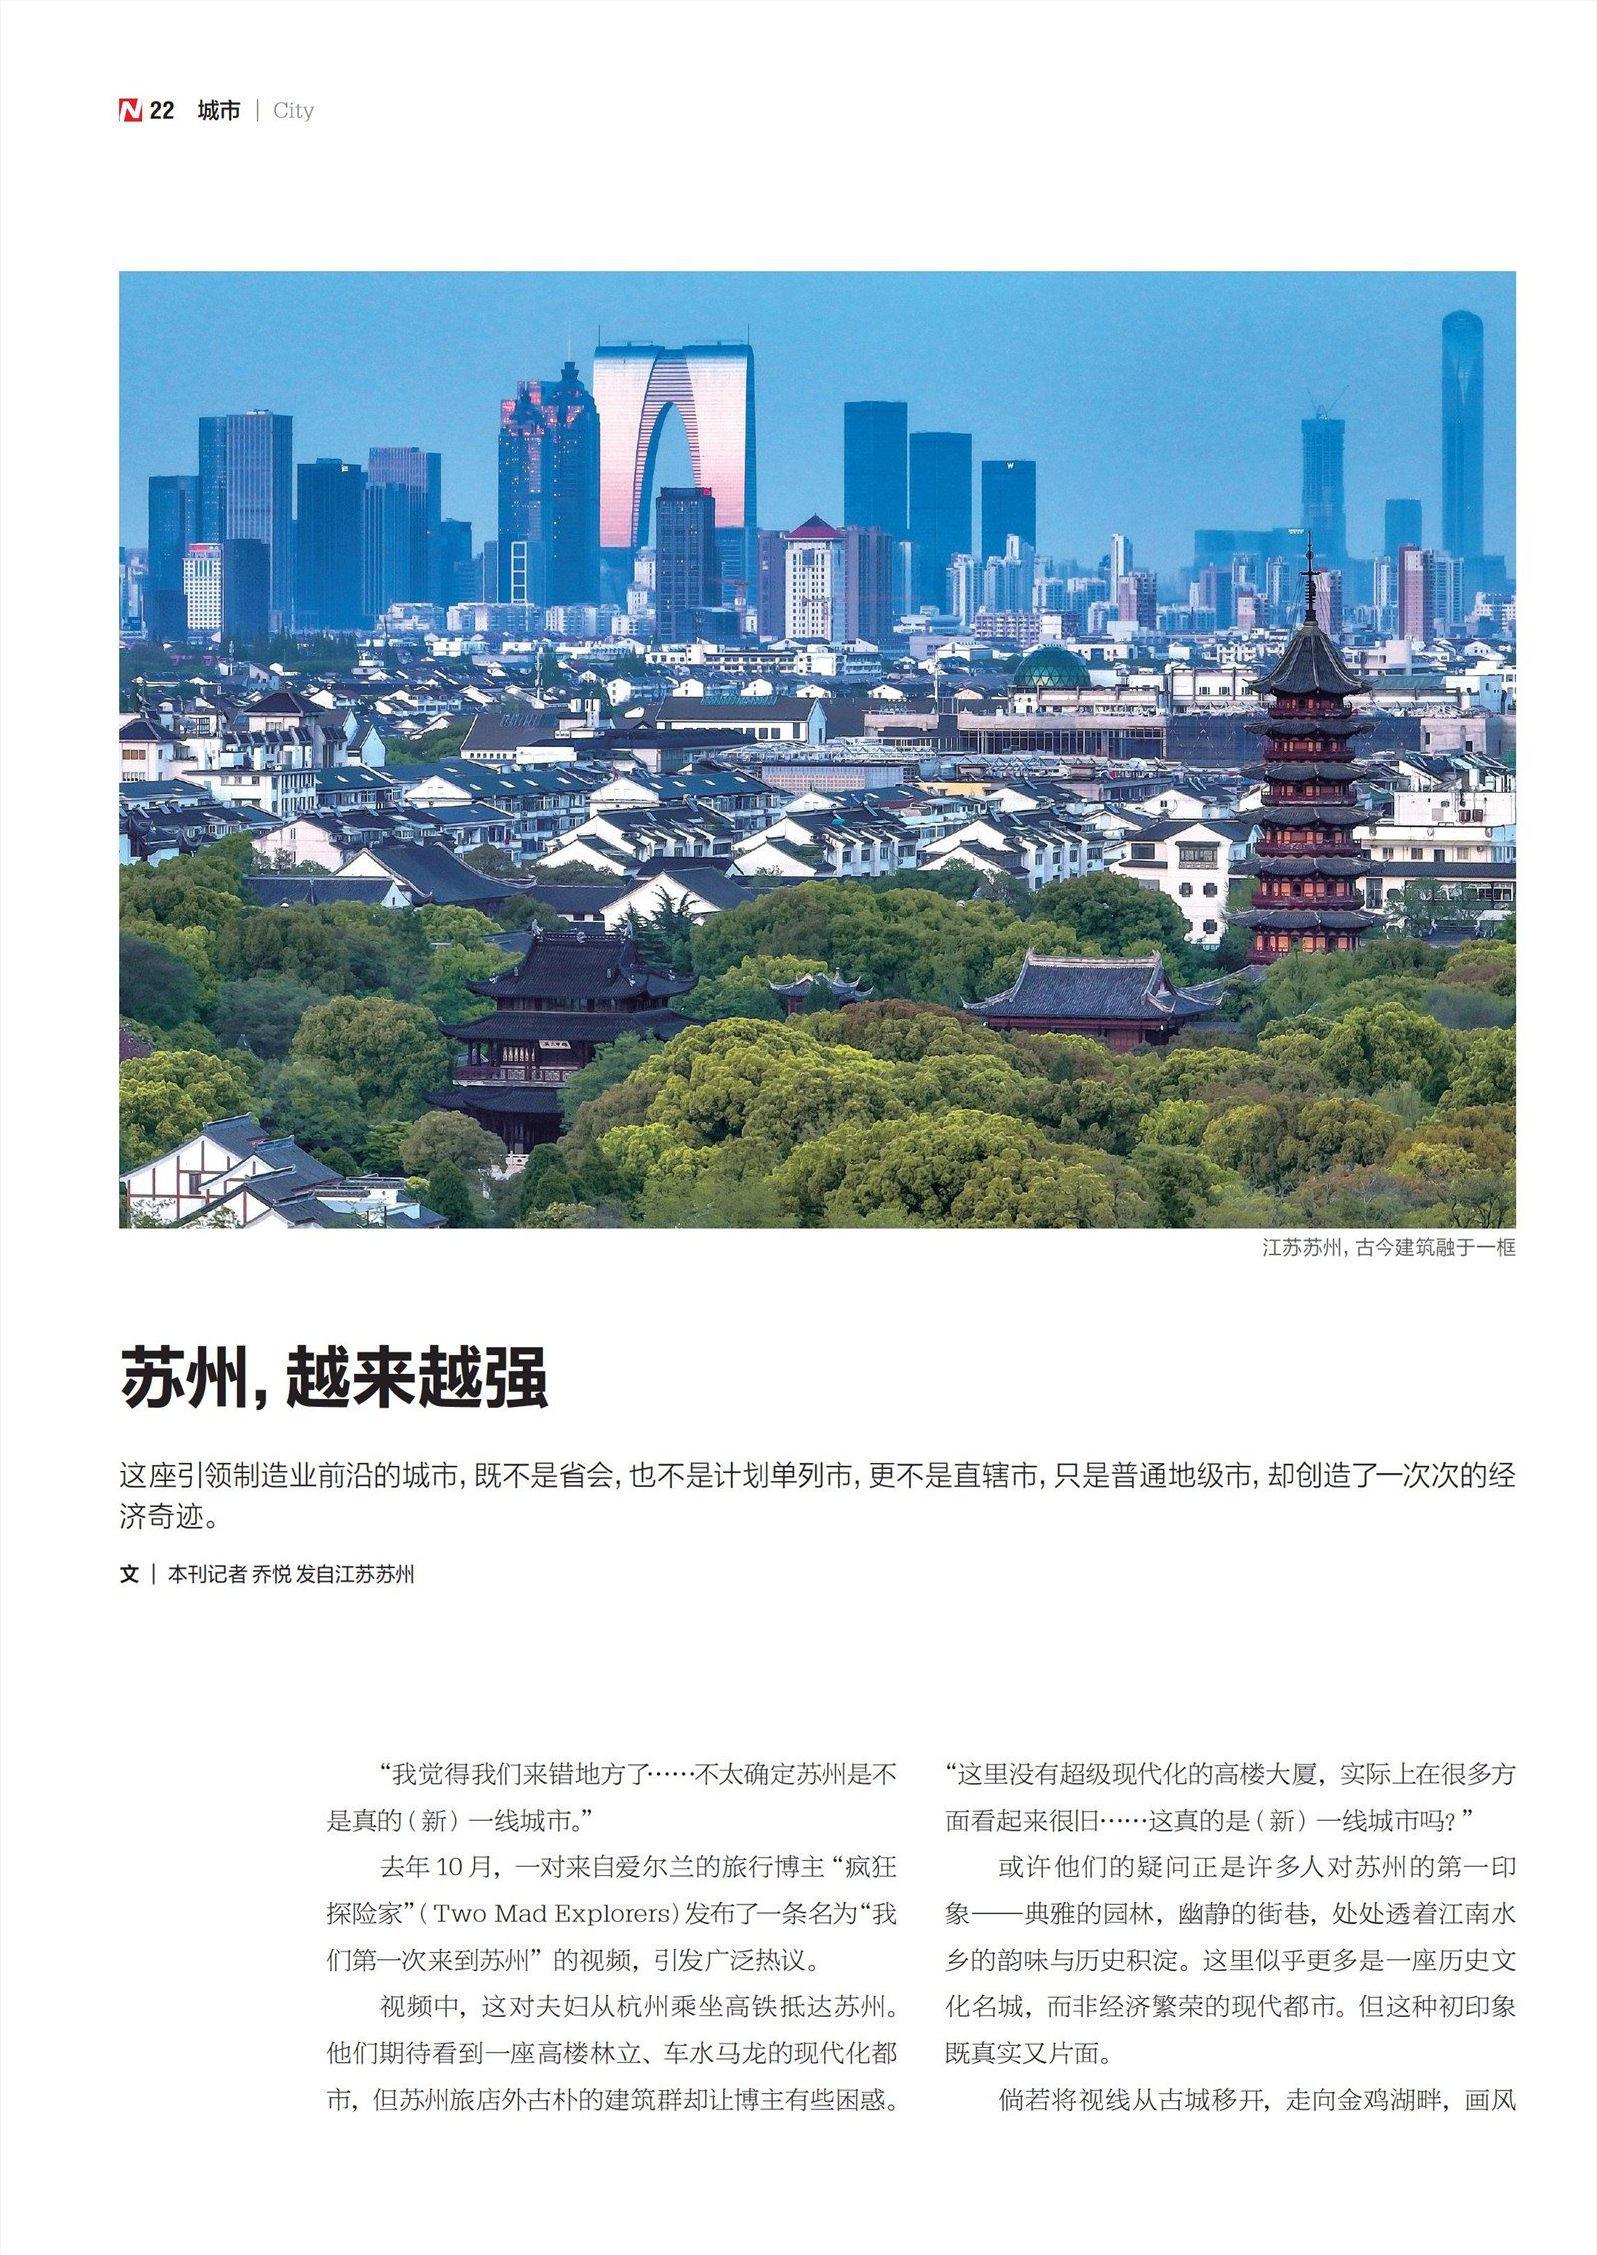 N 22 城市 | City
江苏苏州，古今建筑融于一框
苏州，越来越强
这座引领制造业前沿的城市，既不是省会，也不是计划单列市，更不是直辖市，只是普通地级市，却创造了一次次的经
济奇迹。
文 | 本刊记者 乔悦 发自江苏苏州
“我觉得我们来错地方了……不太确定苏州是不
是真的（新）一线城市。”
去年 10 月，一对来自爱尔兰的旅行博主“疯狂
探险家”（Two Mad Explorers）发布了一条名为“我
们第一次来到苏州”的视频，引发广泛热议。
视频中，这对夫妇从杭州乘坐高铁抵达苏州。
他们期待看到一座高楼林立、车水马龙的现代化都
市，但苏州旅店外古朴的建筑群却让博主有些困惑。
“这里没有超级现代化的高楼大厦，实际上在很多方
面看起来很旧……这真的是（新）一线城市吗？”
或许他们的疑问正是许多人对苏州的第一印
象——典雅的园林，幽静的街巷，处处透着江南水
乡的韵味与历史积淀。这里似乎更多是一座历史文
化名城，而非经济繁荣的现代都市。但这种初印象
既真实又片面。
倘若将视线从古城移开，走向金鸡湖畔，画风